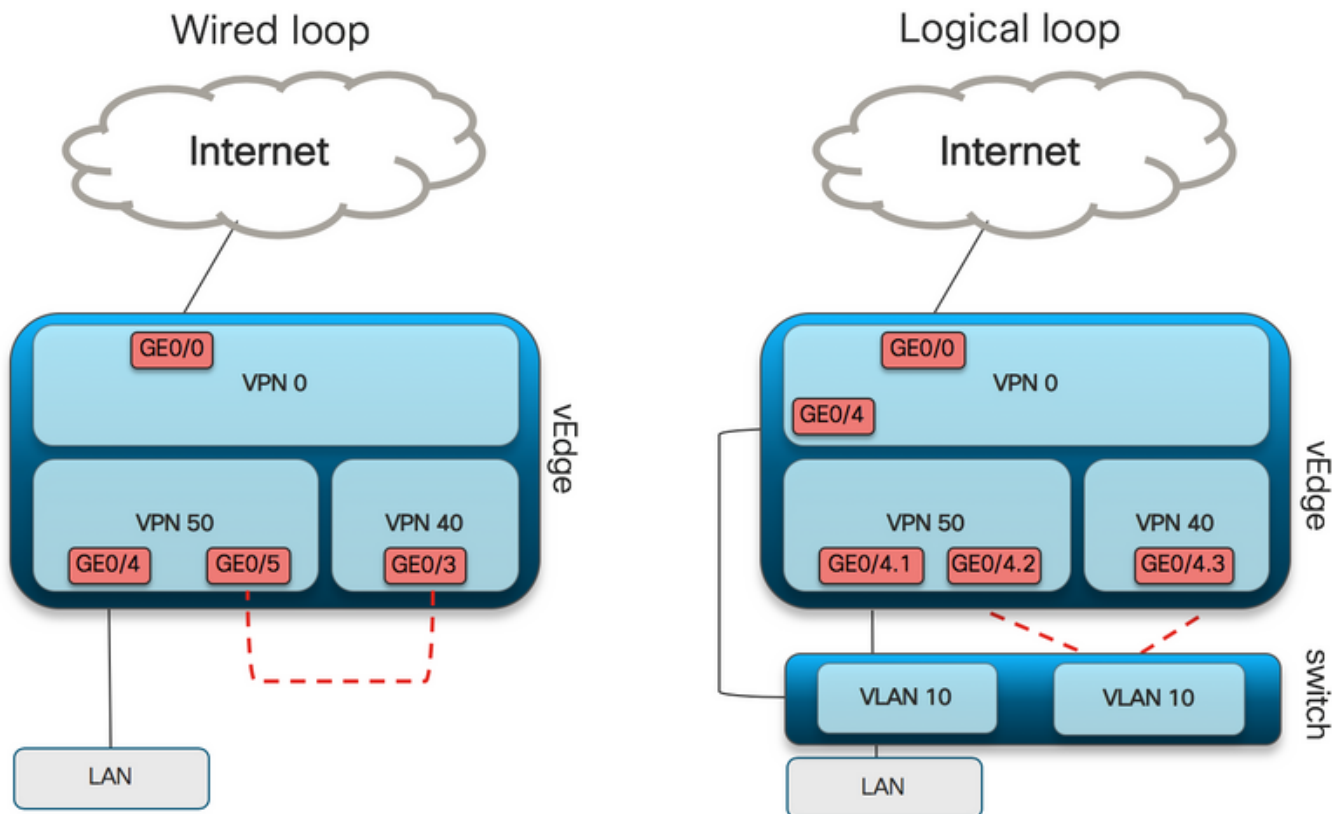 Wired loop
Internet
GE0/0
VPN 0
vEdge
VPN 50
VPN 40
GE0/4
GE0/5
GE0/3
LAN
Logical loop
Internet
GE0/0
VPN 0
GE0/4
vEdge
VPN 50
VPN 40
GE0/4.1
GE0/4.2
GE0/4.3
VLAN 10
VLAN 10
switch
LAN